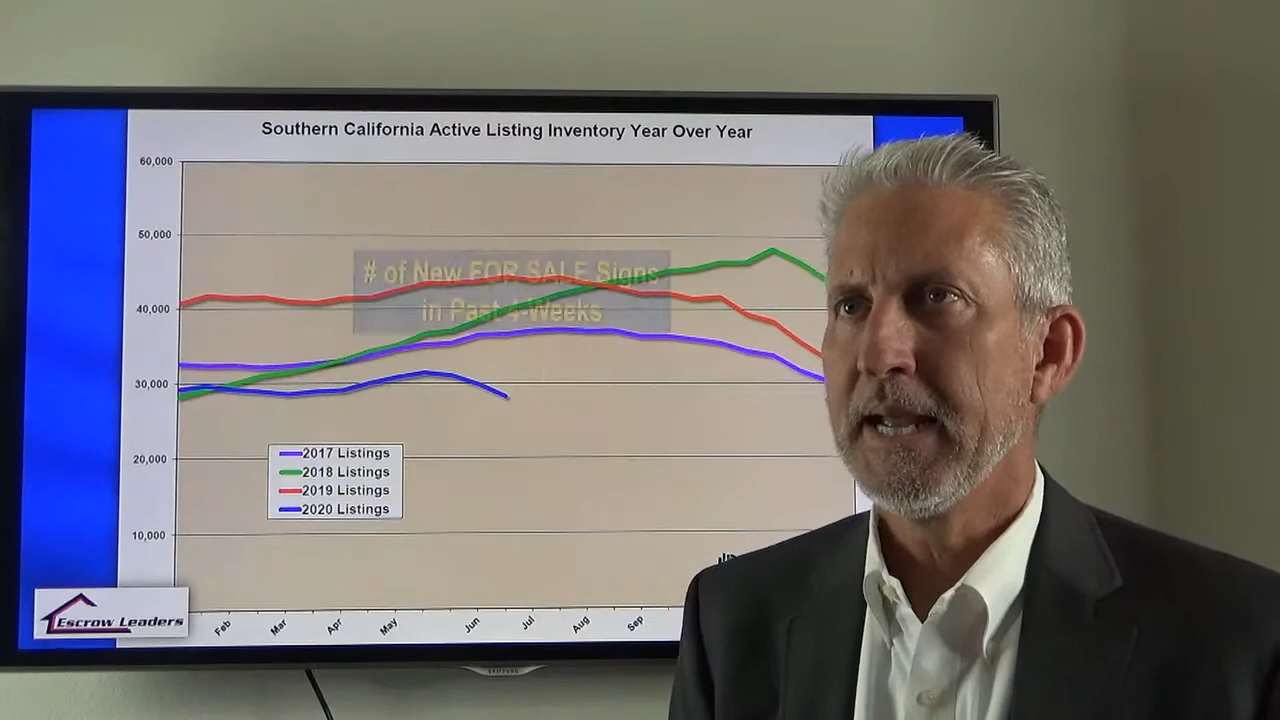 Southern California Active Listing Inventory Year Over Year
60,000
50,000
40,000
30,000
20,000
10,000
# of New FOR SALE Signs
in Past 4-Weeks
2017 Listings
2018 Listings
2019 Listings
2020 Listings
Feb
Mar
Apr
May
Jun
Jul
Aug
Sep
Escrow Leaders
SAMSUNG